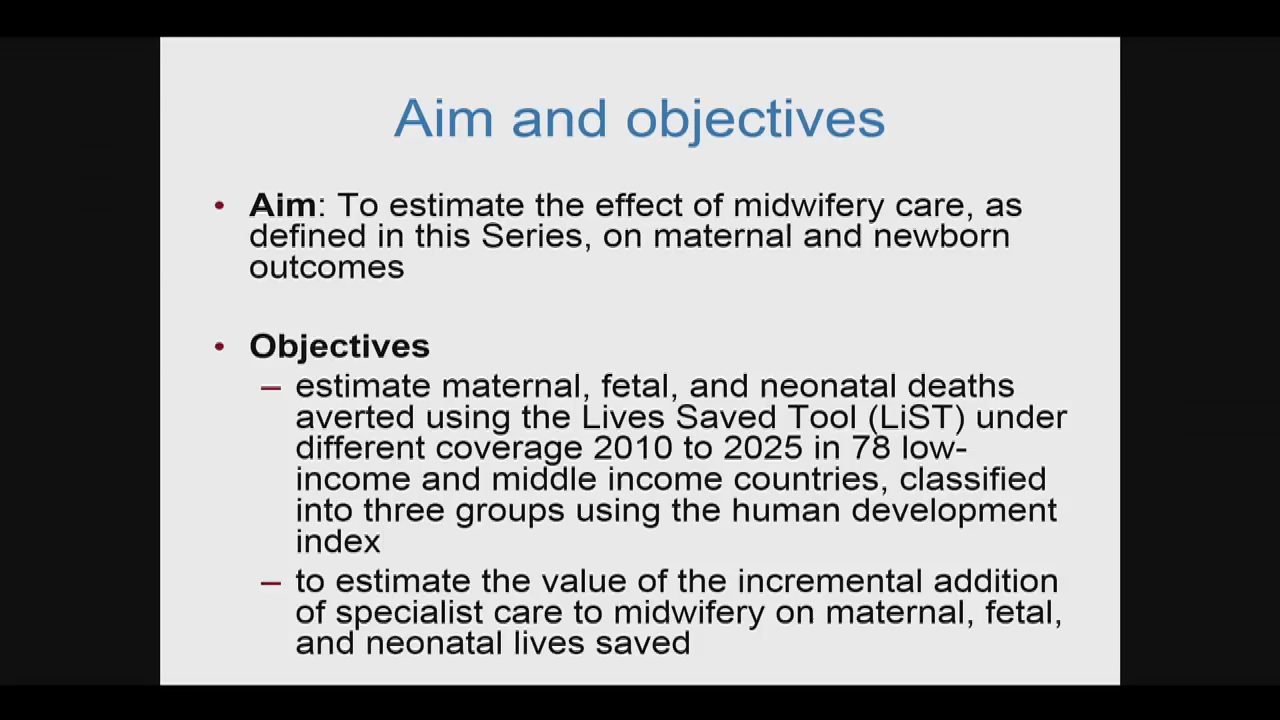 Aim and objectives
• Aim: To estimate the effect of midwifery care, as
defined in this Series, on maternal and newborn
outcomes
• Objectives
– estimate maternal, fetal, and neonatal deaths
averted using the Lives Saved Tool (LiST) under
different coverage 2010 to 2025 in 78 low-
income and middle income countries, classified
into three groups using the human development
index
– to estimate the value of the incremental addition
of specialist care to midwifery on maternal, fetal,
and neonatal lives saved